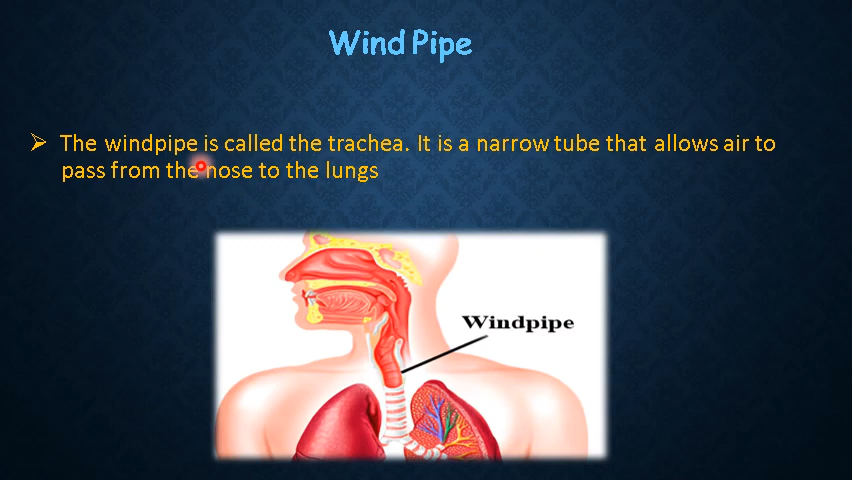 Wind Pipe
The windpipe is called the trachea. It is a narrow tube that allows air to
pass from the nose to the lungs
Windpipe